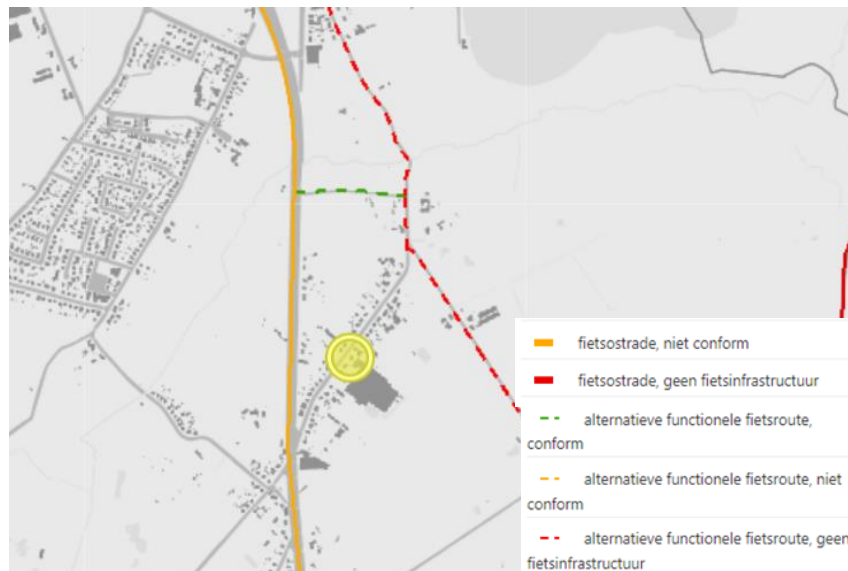 fietsostrade, niet conform
fietsostrade, geen fietsinfrastructuur
alternatieve functionele fietsroute,
conform
alternatieve functionele fietsroute, niet
conform
alternatieve functionele fietsroute, geen
fietsinfrastructuur